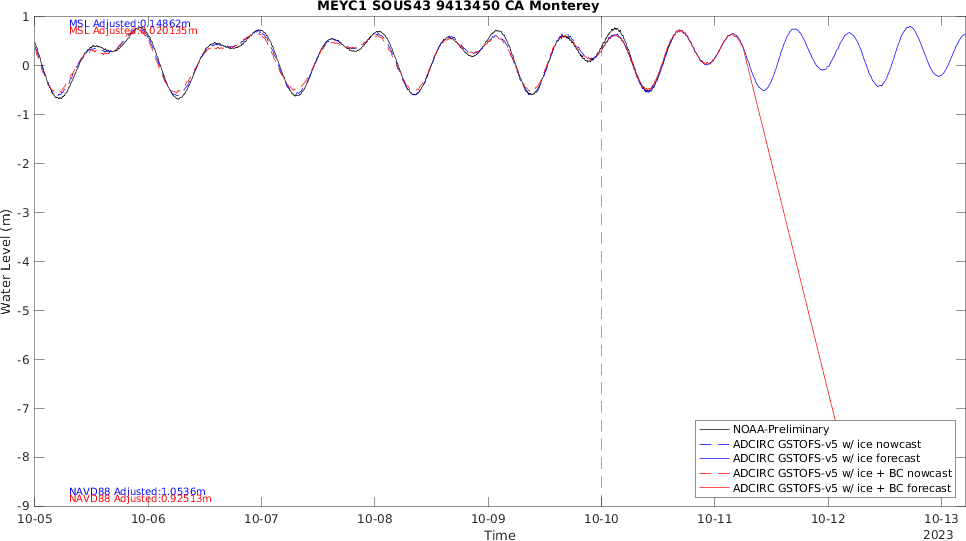 MEYC1 SOUS43 9413450 CA Monterey
MSL Adjusted:0.14862m
MSL Adjusted:0.020135m
1
0
-1
-2
-3
-4
-5
-6
-7
-8
-9
Water Level (m)
NOAA-Preliminary
ADCIRC GSTOFS-v5 w/ ice nowcast
ADCIRC GSTOFS-v5 w/ ice forecast
ADCIRC GSTOFS-v5 w/ ice + BC nowcast
ADCIRC GSTOFS-v5 w/ ice + BC forecast
NAVD88 Adjusted:1.0536m
NAVD88 Adjusted:0.92513m
10-05
10-06
10-07
10-08
10-09
10-10
10-11
10-12
10-13
Time
2023